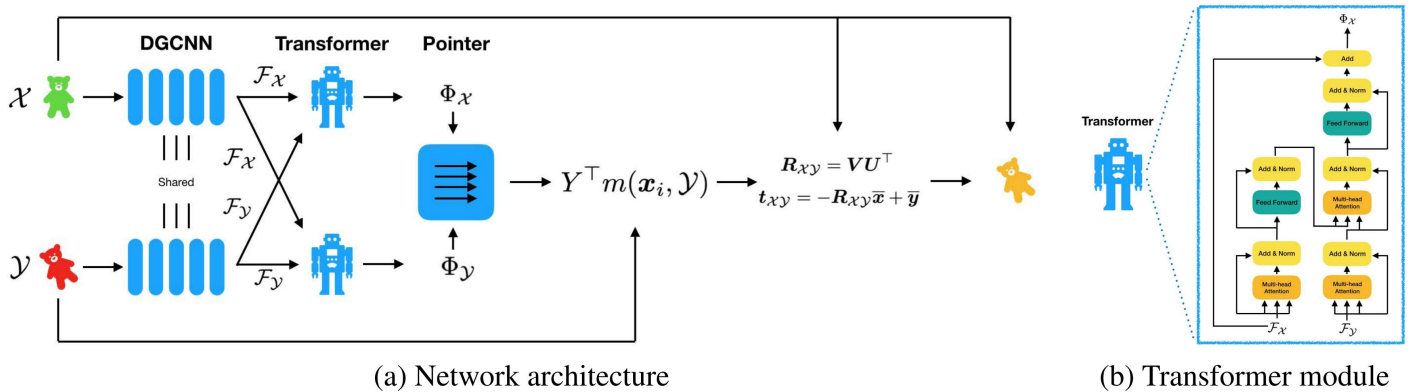 DGCNN
Transformer
Pointer
𝒳
ℱ𝒳
Φ𝒳
ℱ𝒳
Shared
ℱ𝒴
Y⊤m(𝒙ᵢ, 𝒴)
𝑹𝒳𝒴 = 𝑽𝑼⊤
𝒕𝒳𝒴 = −𝑹𝒳𝒴x̅ + y̅
𝒴
ℱ𝒴
Φ𝒴
(a) Network architecture
Transformer
Φ𝒳
Add
Add & Norm
Feed Forward
Add & Norm
Add & Norm
Feed Forward
Multi-head
Attention
Add & Norm
Add & Norm
Multi-head
Attention
Multi-head
Attention
ℱ𝒳
ℱ𝒴
(b) Transformer module